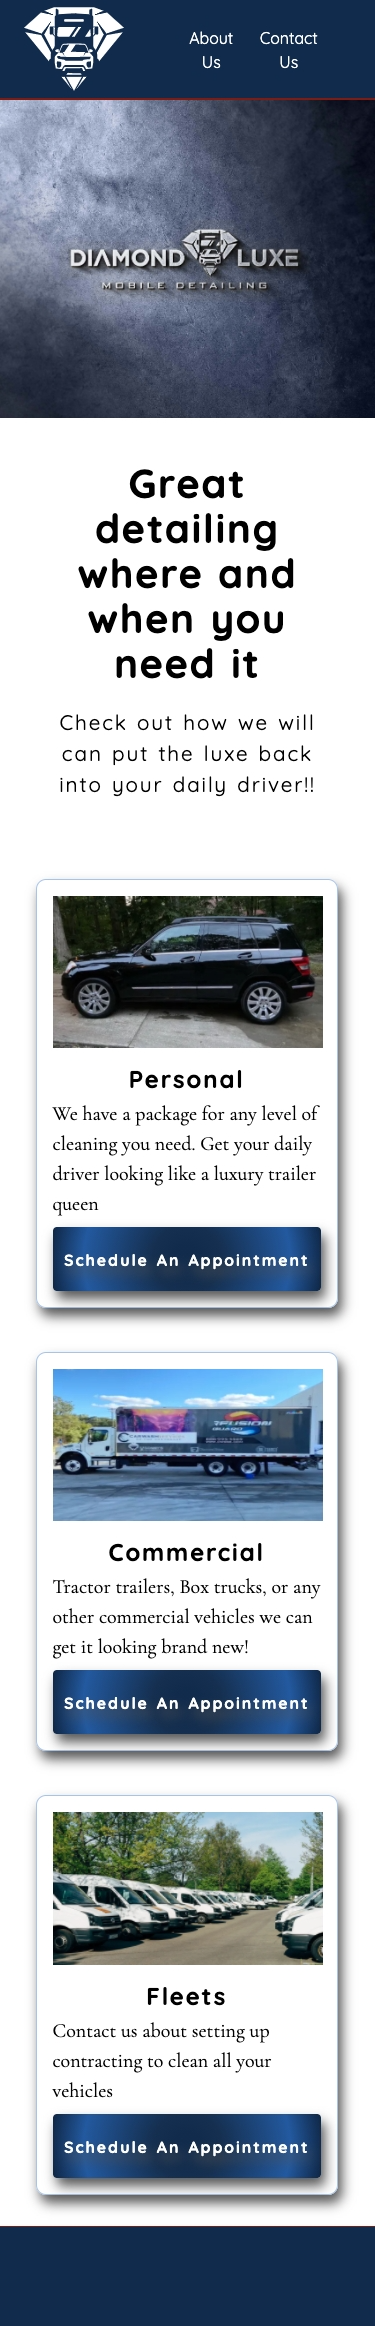 About Contact
Us Us
DIAMOND LUXE
MOBILE DETAILING
Great
detailing
where and
when you
need it
Check out how we will
can put the luxe back
into your daily driver!!
Personal
We have a package for any level of
cleaning you need. Get your daily
driver looking like a luxury trailer
queen
Schedule An Appointment
Commercial
Tractor trailers, Box trucks, or any
other commercial vehicles we can
get it looking brand new!
Schedule An Appointment
Fleets
Contact us about setting up
contracting to clean all your
vehicles
Schedule An Appointment